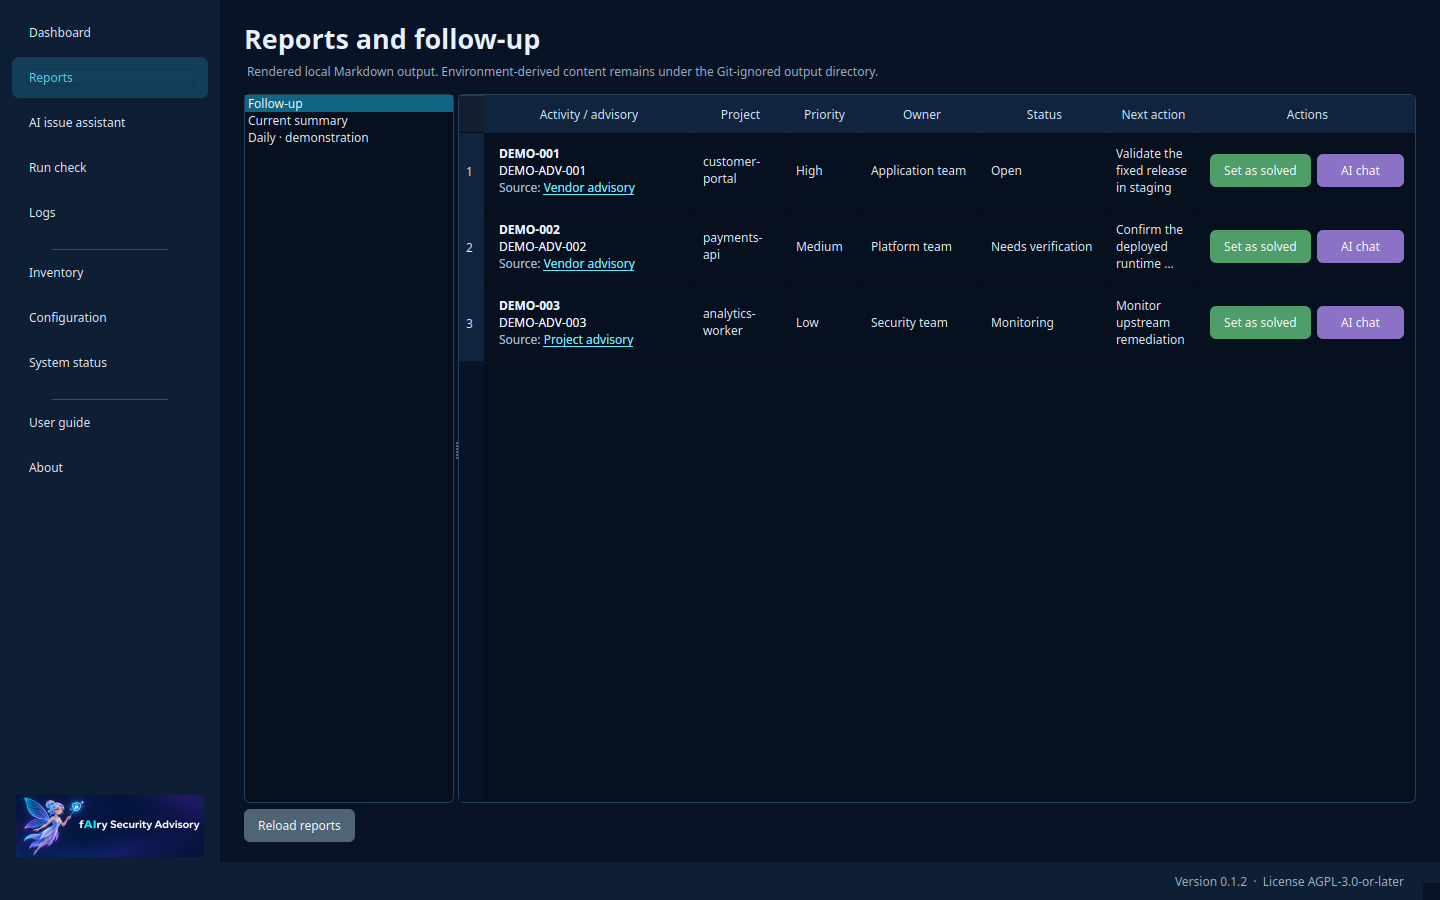 Dashboard
Reports
AI issue assistant
Run check
Logs
Inventory
Configuration
System status
User guide
About
fAIry Security Advisory
Reports and follow-up
Rendered local Markdown output. Environment-derived content remains under the Git-ignored output directory.
Follow-up
Current summary
Daily · demonstration
Activity / advisory Project Priority Owner Status Next action Actions
1
DEMO-001
DEMO-ADV-001
Source: Vendor advisory
customer-
portal
High
Application team
Open
Validate the
fixed release
in staging
Set as solved
AI chat
2
DEMO-002
DEMO-ADV-002
Source: Vendor advisory
payments-
api
Medium
Platform team
Needs verification
Confirm the
deployed
runtime ...
Set as solved
AI chat
3
DEMO-003
DEMO-ADV-003
Source: Project advisory
analytics-
worker
Low
Security team
Monitoring
Monitor
upstream
remediation
Set as solved
AI chat
Reload reports
Version 0.1.2 · License AGPL-3.0-or-later